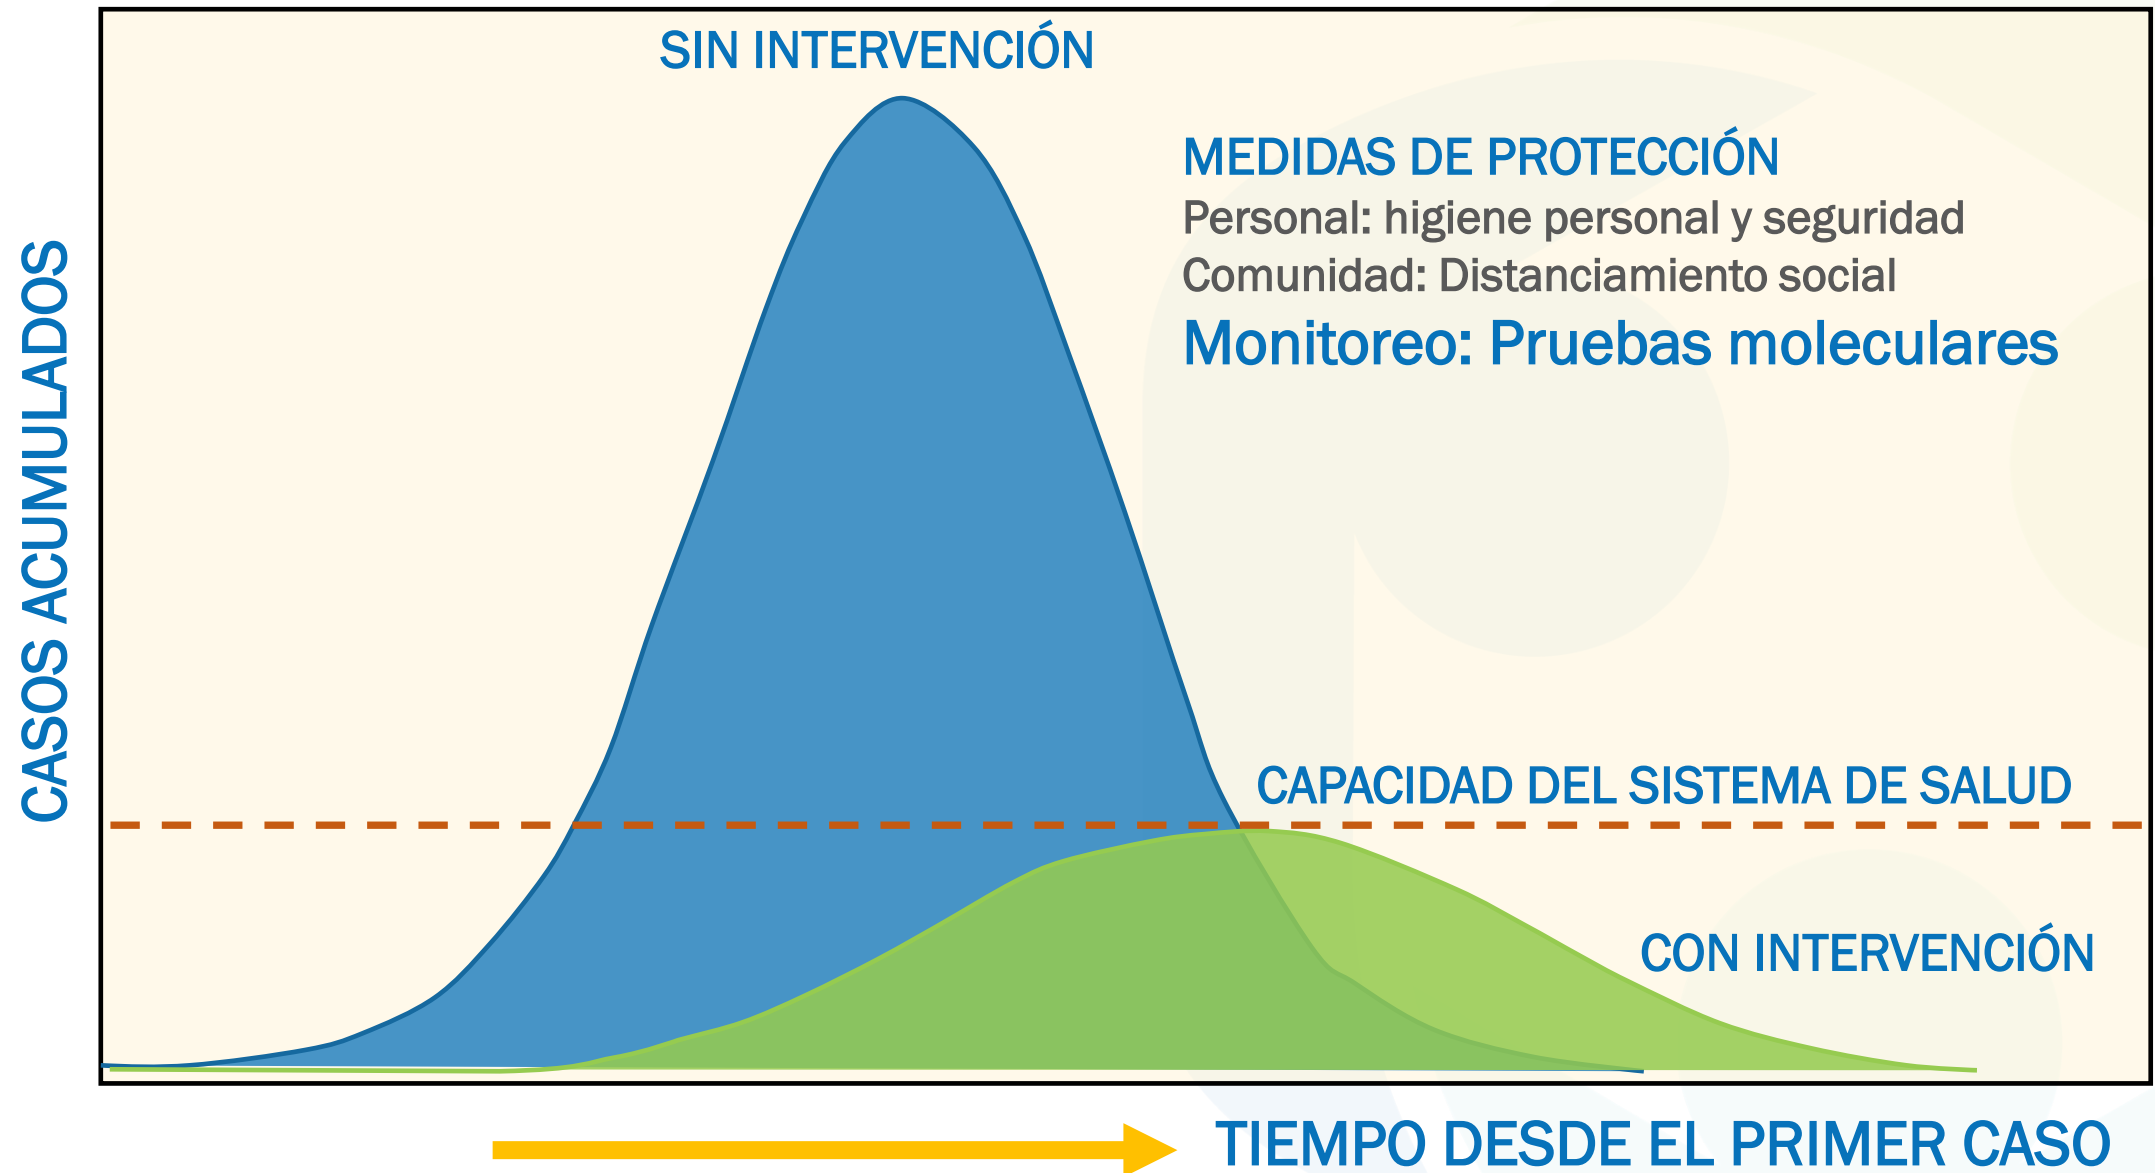 SIN INTERVENCIÓN
MEDIDAS DE PROTECCIÓN
Personal: higiene personal y seguridad
Comunidad: Distanciamiento social
Monitoreo: Pruebas moleculares
CASOS ACUMULADOS
CAPACIDAD DEL SISTEMA DE SALUD
CON INTERVENCIÓN
TIEMPO DESDE EL PRIMER CASO